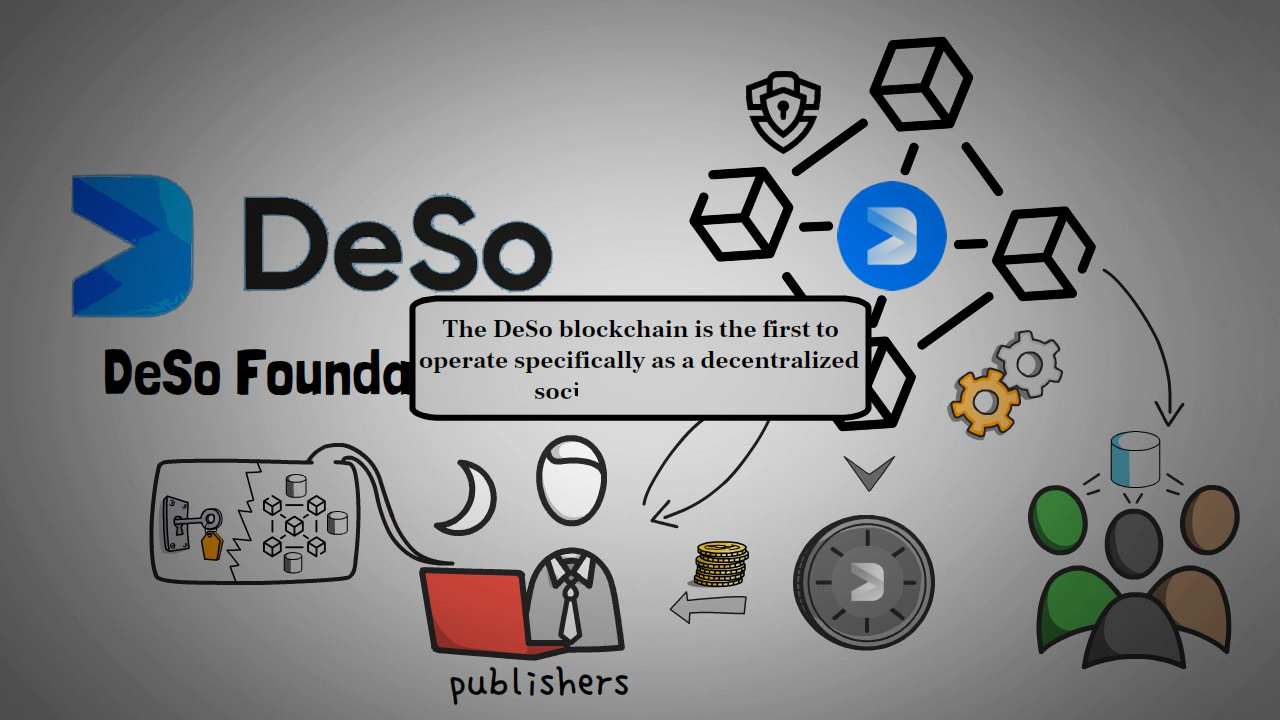 DeSo
DeSo Founda
The DeSo blockchain is the first to
operate specifically as a decentralized
soci
publishers